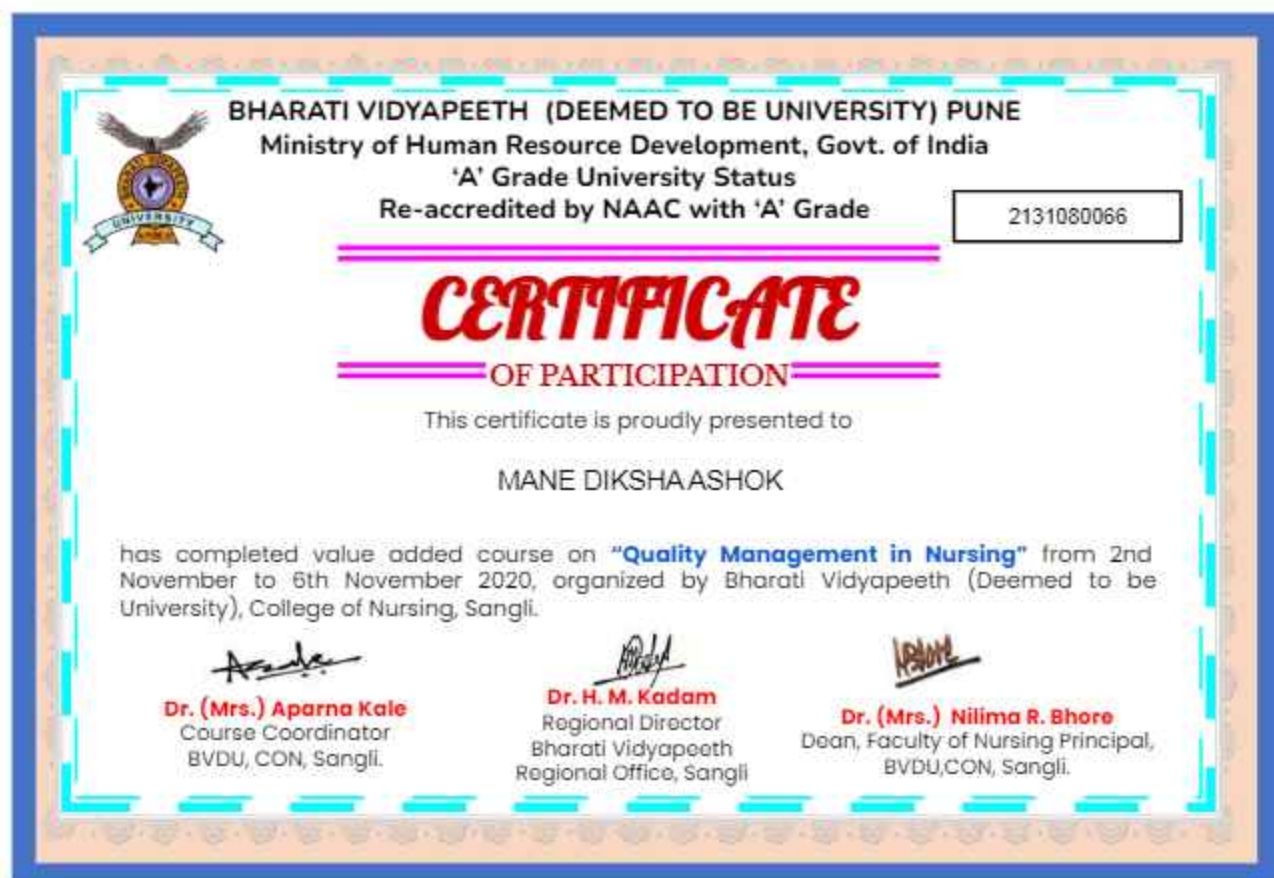 BHARATI VIDYAPEETH (DEEMED TO BE UNIVERSITY) PUNE
Ministry of Human Resource Development, Govt. of India
‘A’ Grade University Status
Re-accredited by NAAC with ‘A’ Grade
2131080066
BHARATI VIDYAPEETH
UNIVERSITY
CERTIFICATE
OF PARTICIPATION
This certificate is proudly presented to
MANE DIKSHA ASHOK
has completed value added course on “Quality Management in Nursing” from 2nd
November to 6th November 2020, organized by Bharati Vidyapeeth (Deemed to be
University), College of Nursing, Sangli.
Dr. (Mrs.) Aparna Kale
Course Coordinator
BVDU, CON, Sangli.
Dr. H. M. Kadam
Regional Director
Bharati Vidyapeeth
Regional Office, Sangli
Dr. (Mrs.) Nilima R. Bhore
Dean, Faculty of Nursing Principal,
BVDU,CON, Sangli.